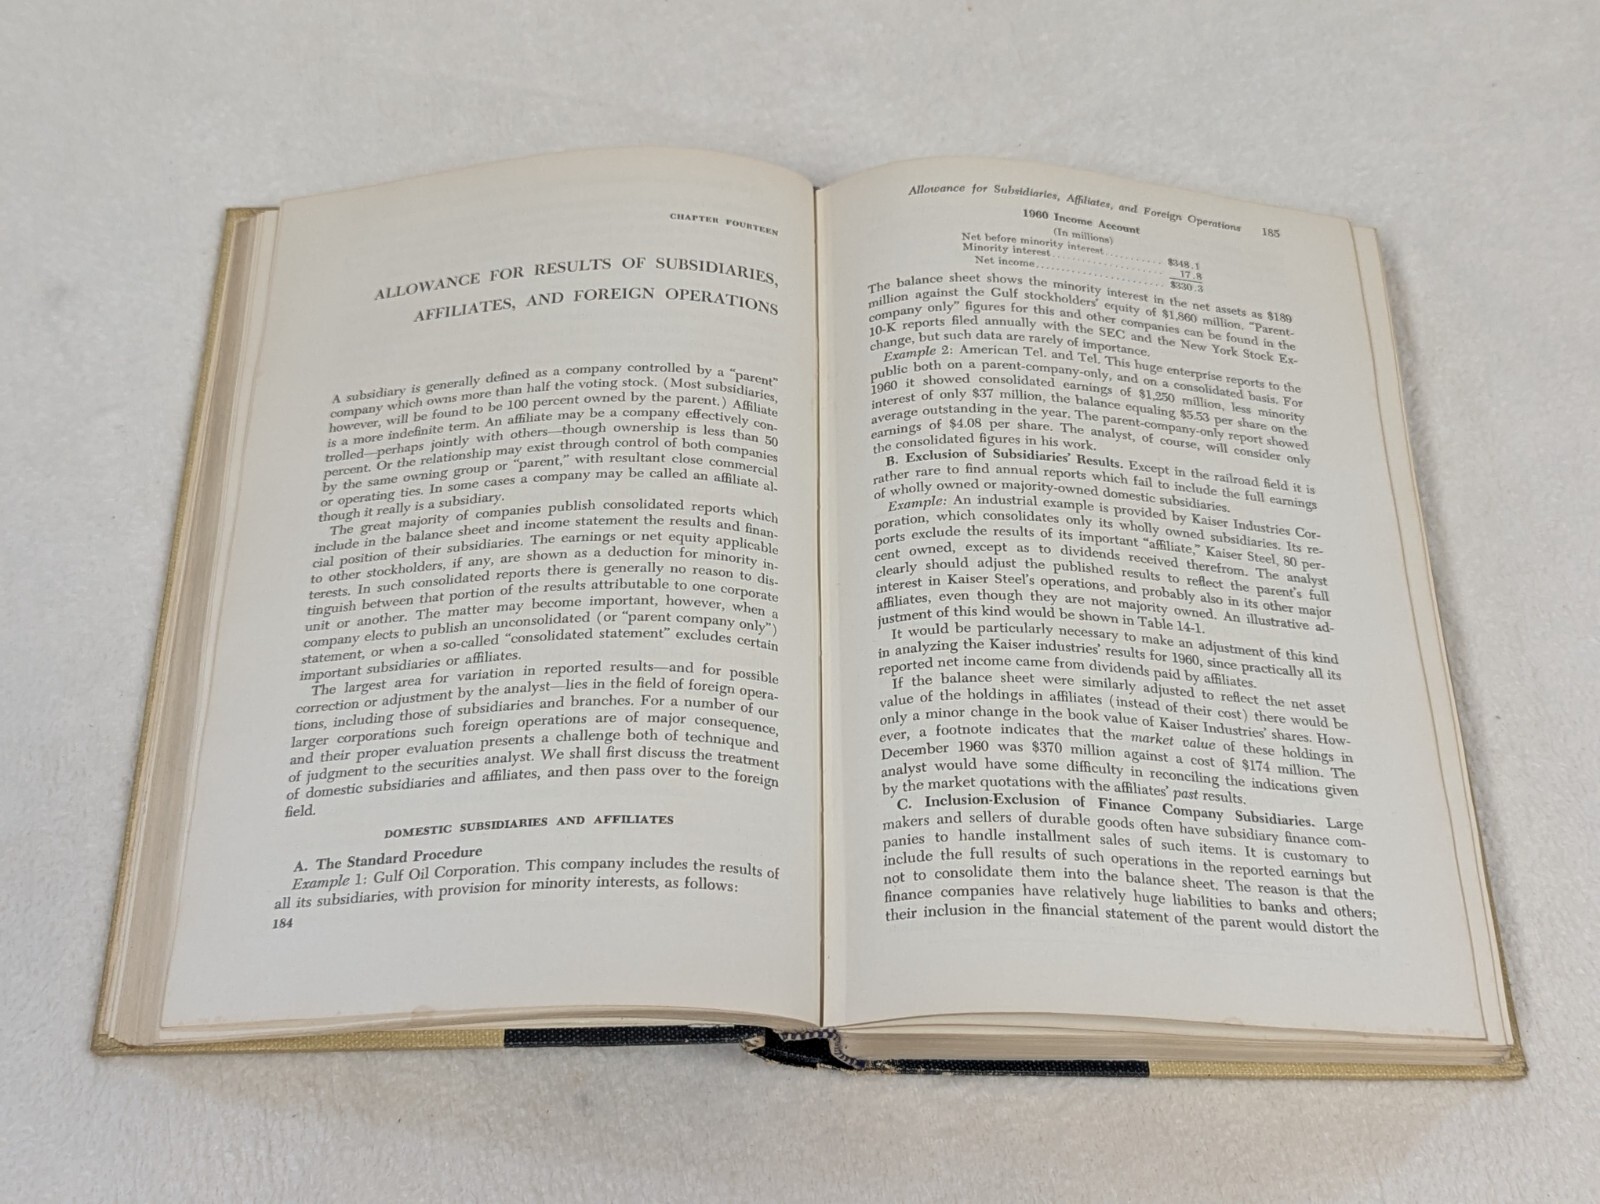 CHAPTER FOURTEEN
ALLOWANCE FOR RESULTS OF SUBSIDIARIES,
AFFILIATES, AND FOREIGN OPERATIONS
A subsidiary is generally defined as a company controlled by a "parent"
company which owns more than half the voting stock. (Most subsidiaries,
however, will be found to be 100 percent owned by the parent.) Affiliate
is a more indefinite term. An affiliate may be a company effectively con-
trolled—perhaps jointly with others—though ownership is less than 50
percent. Or the relationship may exist through control of both companies
by the same owning group or "parent," with resultant close commercial
or operating ties. In some cases a company may be called an affiliate al-
though it really is a subsidiary.
The great majority of companies publish consolidated reports which
include in the balance sheet and income statement the results and finan-
cial position of their subsidiaries. The earnings or net equity applicable
to other stockholders, if any, are shown as a deduction for minority in-
terests. In such consolidated reports there is generally no reason to dis-
tinguish between that portion of the results attributable to one corporate
unit or another. The matter may become important, however, when a
company elects to publish an unconsolidated (or "parent company only")
statement, or when a so-called "consolidated statement" excludes certain
important subsidiaries or affiliates.
The largest area for variation in reported results—and for possible
correction or adjustment by the analyst—lies in the field of foreign opera-
tions, including those of subsidiaries and branches. For a number of our
larger corporations such foreign operations are of major consequence,
and their proper evaluation presents a challenge both of technique and
of judgment to the securities analyst. We shall first discuss the treatment
of domestic subsidiaries and affiliates, and then pass over to the foreign
field.
DOMESTIC SUBSIDIARIES AND AFFILIATES
A. The Standard Procedure
Example 1: Gulf Oil Corporation. This company includes the results of
all its subsidiaries, with provision for minority interests, as follows:
184
Allowance for Subsidiaries, Affiliates, and Foreign Operations 185
1960 Income Account
(In millions)
Net before minority interest.......... $348.1
Minority interest.................... 17.8
Net income...................... $330.3
The balance sheet shows the minority interest in the net assets as $189
million against the Gulf stockholders' equity of $1,860 million. "Parent-
company only" figures for this and other companies can be found in the
10-K reports filed annually with the SEC and the New York Stock Ex-
change, but such data are rarely of importance.
Example 2: American Tel. and Tel. This huge enterprise reports to the
public both on a parent-company-only, and on a consolidated basis. For
1960 it showed consolidated earnings of $1,250 million, less minority
interest of only $37 million, the balance equaling $5.53 per share on the
average outstanding in the year. The parent-company-only report showed
earnings of $4.08 per share. The analyst, of course, will consider only
the consolidated figures in his work.
B. Exclusion of Subsidiaries' Results. Except in the railroad field it is
rather rare to find annual reports which fail to include the full earnings
of wholly owned or majority-owned domestic subsidiaries.
Example: An industrial example is provided by Kaiser Industries Cor-
poration, which consolidates only its wholly owned subsidiaries. Its re-
ports exclude the results of its important "affiliate," Kaiser Steel, 80 per-
cent owned, except as to dividends received therefrom. The analyst
clearly should adjust the published results to reflect the parent's full
interest in Kaiser Steel's operations, and probably also in its other major
affiliates, even though they are not majority owned. An illustrative ad-
justment of this kind would be shown in Table 14-1.
It would be particularly necessary to make an adjustment of this kind
in analyzing the Kaiser industries' results for 1960, since practically all its
reported net income came from dividends paid by affiliates.
If the balance sheet were similarly adjusted to reflect the net asset
value of the holdings in affiliates (instead of their cost) there would be
only a minor change in the book value of Kaiser Industries' shares. How-
ever, a footnote indicates that the market value of these holdings in
December 1960 was $370 million against a cost of $174 million. The
analyst would have some difficulty in reconciling the indications given
by the market quotations with the affiliates' past results.
C. Inclusion-Exclusion of Finance Company Subsidiaries. Large
makers and sellers of durable goods often have subsidiary finance com-
panies to handle installment sales of such items. It is customary to
include the full results of such operations in the reported earnings but
not to consolidate them into the balance sheet. The reason is that the
finance companies have relatively huge liabilities to banks and others;
their inclusion in the financial statement of the parent would distort the